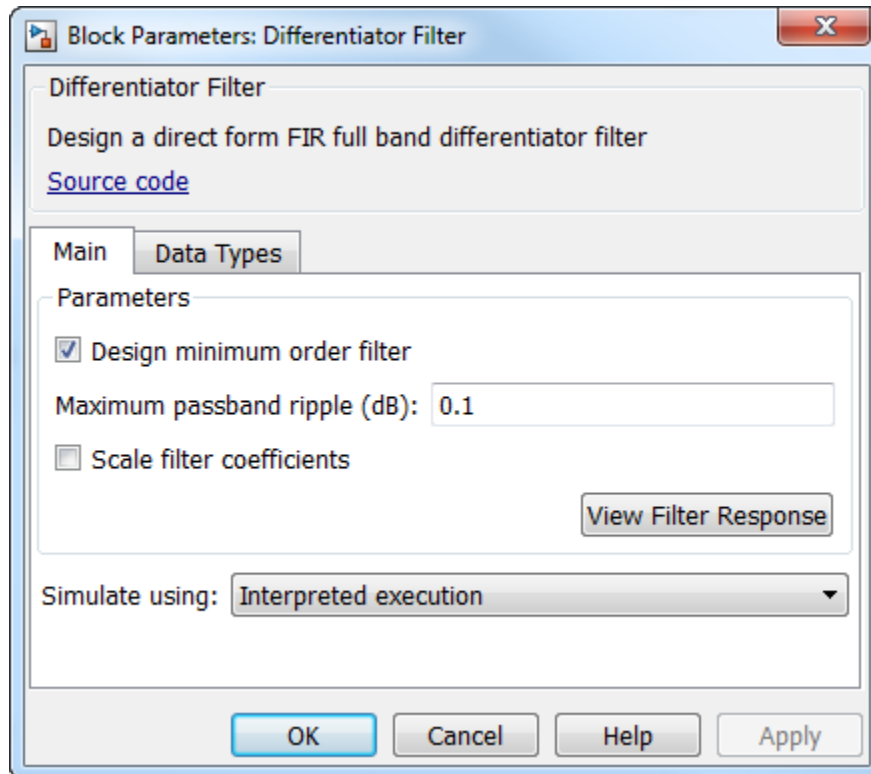 Block Parameters: Differentiator Filter
Differentiator Filter
Design a direct form FIR full band differentiator filter
Source code
Main Data Types
Parameters
Design minimum order filter
Maximum passband ripple (dB): 0.1
Scale filter coefficients
View Filter Response
Simulate using: Interpreted execution
OK Cancel Help Apply